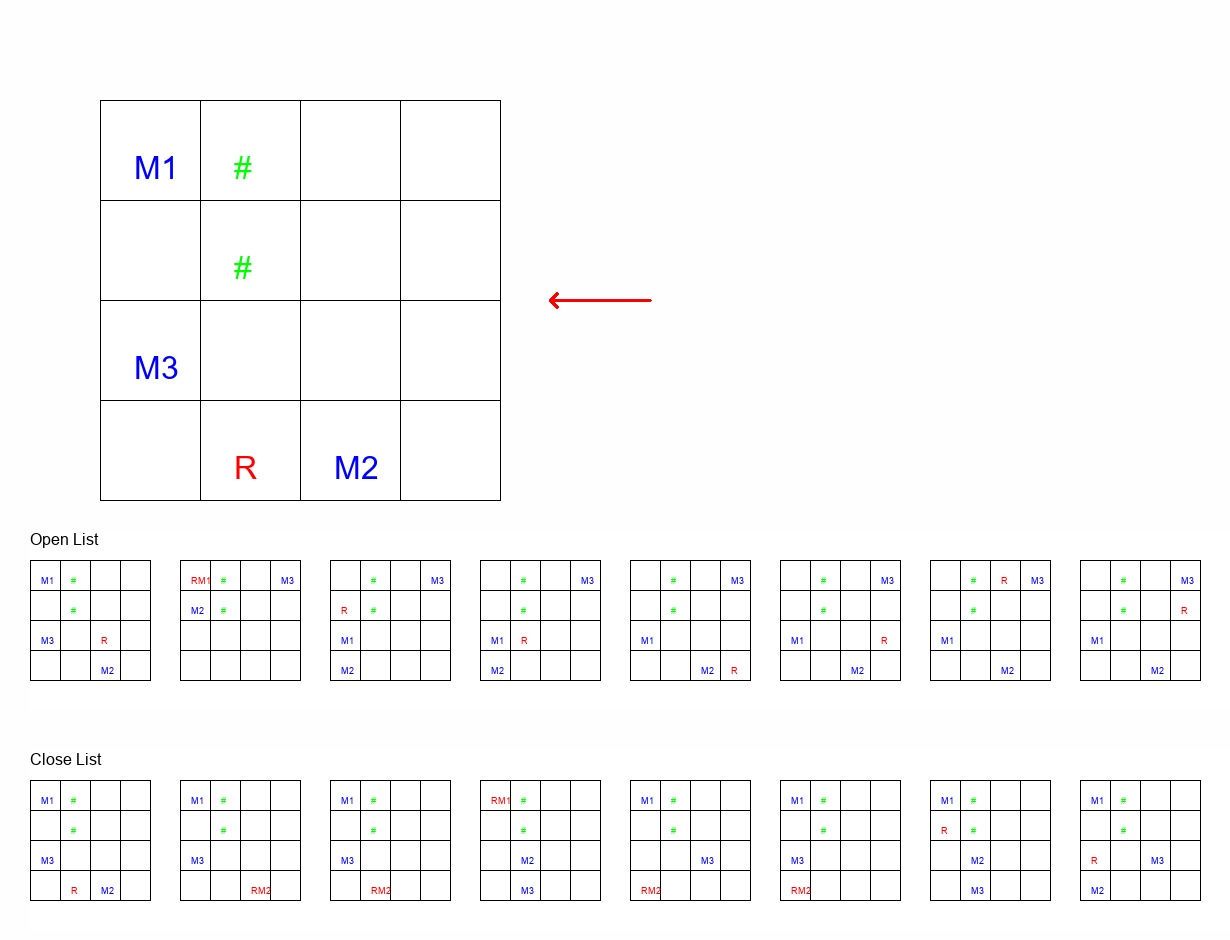 M1 #
#
M3
R M2
Open List
M1 # RM1 # M3 # M3 # M3 # M3 # M3 # R M3 # M3
# M2 # R # # # # # # R
M3 R M1 M1 R M1 M1 R M1 M1
M2 M2 M2 M2 R M2 M2 M2
Close List
M1 # M1 # M1 # RM1 # M1 # M1 # M1 # M1 #
# # # # # # R # #
M3 M3 M3 M2 M3 M3 M2 R M3
R M2 RM2 RM2 M3 RM2 RM2 M3 M2